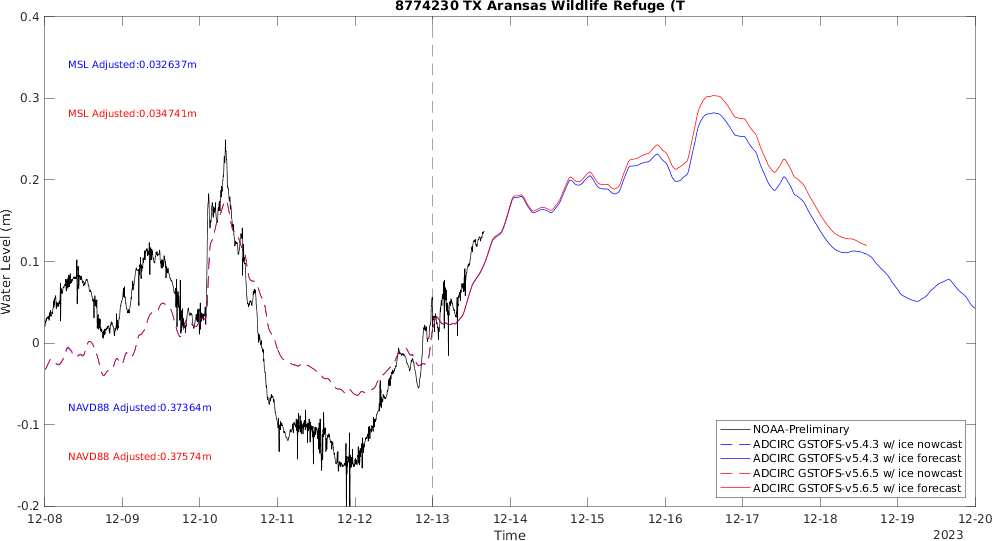 8774230 TX Aransas Wildlife Refuge (T
0.4
0.3
0.2
0.1
0
-0.1
-0.2
Water Level (m)
MSL Adjusted:0.032637m
MSL Adjusted:0.034741m
NAVD88 Adjusted:0.37364m
NAVD88 Adjusted:0.37574m
NOAA-Preliminary
ADCIRC GSTOFS-v5.4.3 w/ ice nowcast
ADCIRC GSTOFS-v5.4.3 w/ ice forecast
ADCIRC GSTOFS-v5.6.5 w/ ice nowcast
ADCIRC GSTOFS-v5.6.5 w/ ice forecast
12-08 12-09 12-10 12-11 12-12 12-13 12-14 12-15 12-16 12-17 12-18 12-19 12-20
Time
2023